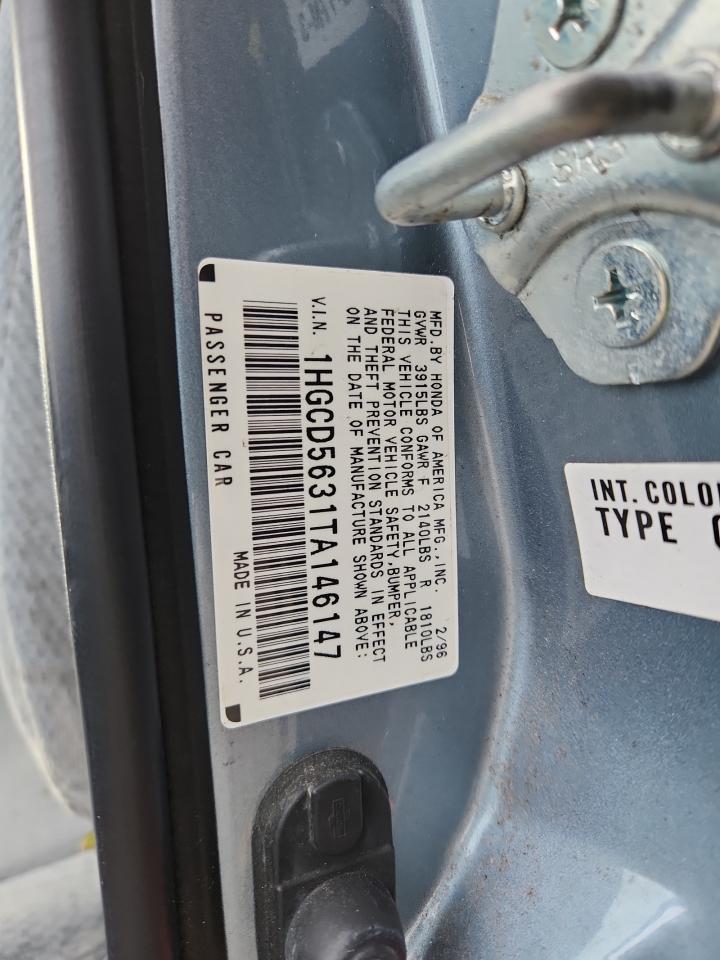 MFD.BY HONDA OF AMERICA MFG.,INC. 2/96
GVWR 3915LBS GAWR F 2140LBS R 1810LBS
THIS VEHICLE CONFORMS TO ALL APPLICABLE
FEDERAL MOTOR VEHICLE SAFETY,BUMPER,
AND THEFT PREVENTION STANDARDS IN EFFECT
ON THE DATE OF MANUFACTURE SHOWN ABOVE:
V.I.N. 1HGCD5631TA146147
PASSENGER CAR MADE IN U.S.A.
INT. COLO
TYPE